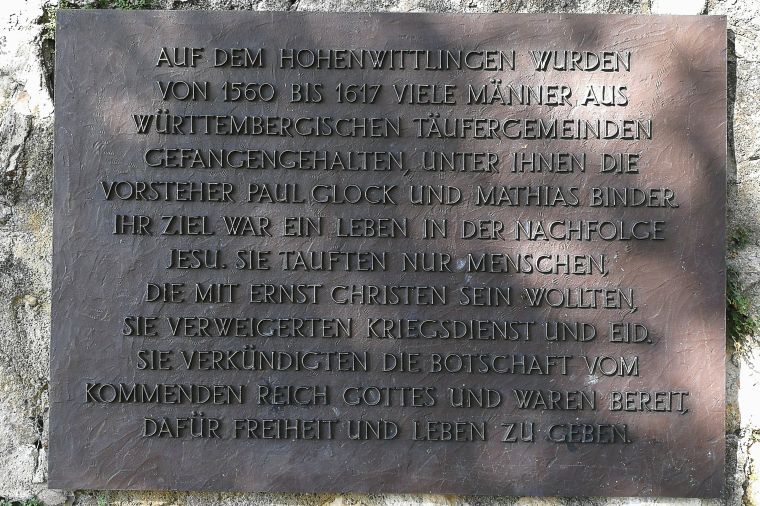 AUF DEM HOHENWITTLINGEN WURDEN
VON 1560 BIS 1617 VIELE MÄNNER AUS
WÜRTTEMBERGISCHEN TÄUFERGEMEINDEN
GEFANGENGEHALTEN, UNTER IHNEN DIE
VORSTEHER PAUL GLOCK UND MATHIAS BINDER.
IHR ZIEL WAR EIN LEBEN IN DER NACHFOLGE
JESU. SIE TAUFTEN NUR MENSCHEN,
DIE MIT ERNST CHRISTEN SEIN WOLLTEN,
SIE VERWEIGERTEN KRIEGSDIENST UND EID.
SIE VERKÜNDIGTEN DIE BOTSCHAFT VOM
KOMMENDEN REICH GOTTES UND WAREN BEREIT,
DAFÜR FREIHEIT UND LEBEN ZU GEBEN.